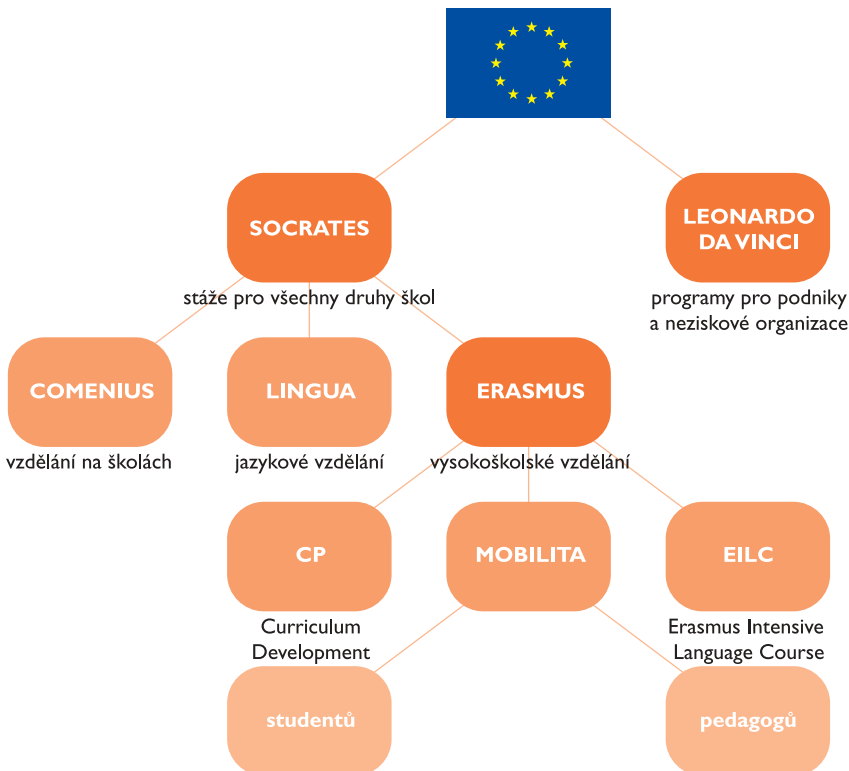 SOCRATES
LEONARDO
DA VINCI
stáže pro všechny druhy škol
programy pro podniky
a neziskové organizace
COMENIUS
LINGUA
ERASMUS
vzdělání na školách
jazykové vzdělání
vysokoškolské vzdělání
CP
MOBILITA
EILC
Curriculum
Development
Erasmus Intensive
Language Course
studentů
pedagogů